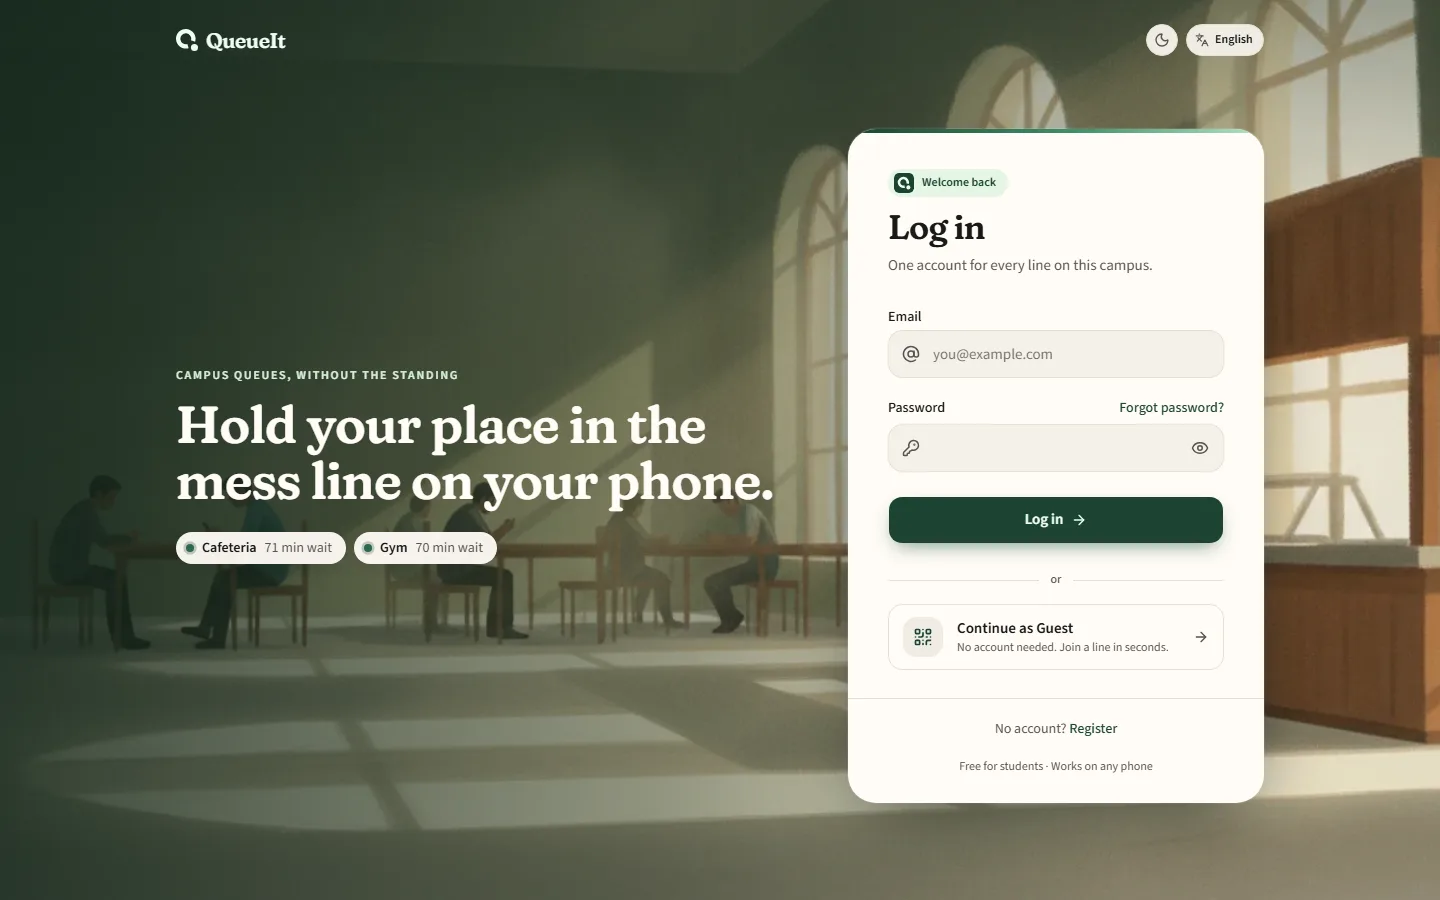 QueueIt
English
CAMPUS QUEUES, WITHOUT THE STANDING
Hold your place in the
mess line on your phone.
Cafeteria 71 min wait
Gym 70 min wait
Welcome back
Log in
One account for every line on this campus.
Email
you@example.com
Password
Forgot password?
Log in
or
Continue as Guest
No account needed. Join a line in seconds.
No account? Register
Free for students · Works on any phone